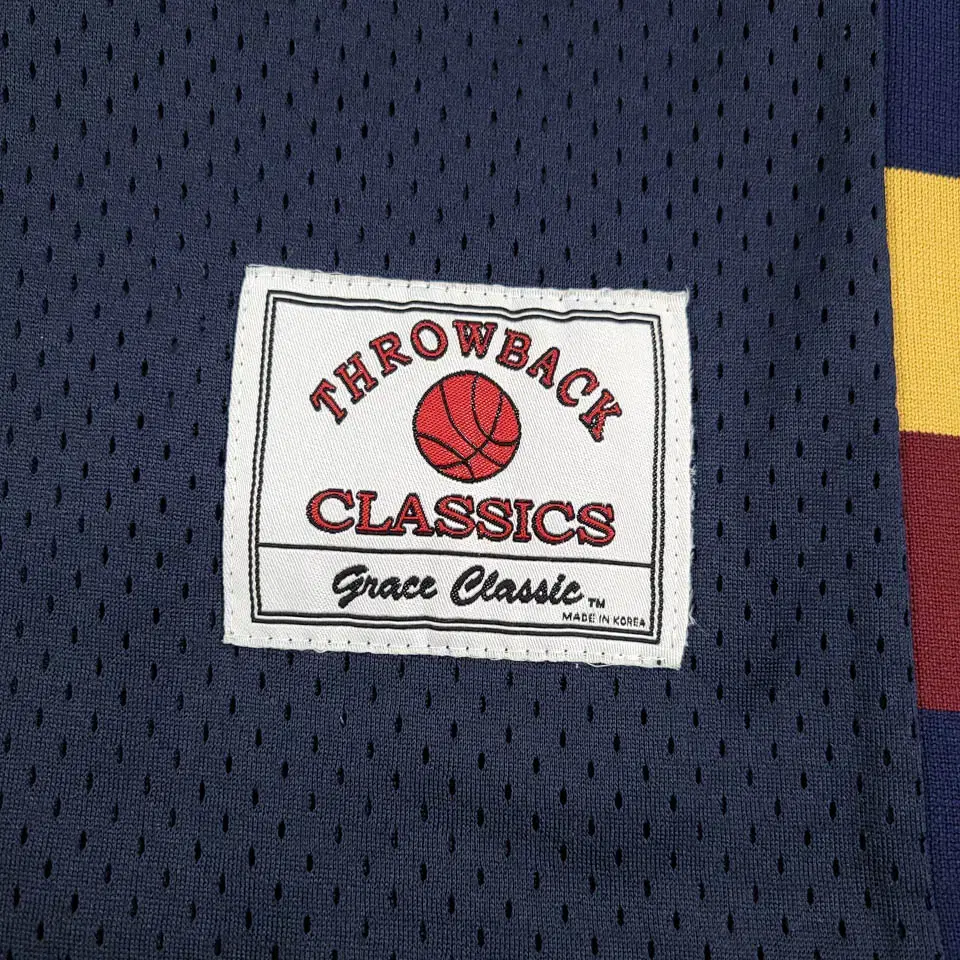 THROWBACK
CLASSICS
Grace Classic TM
MADE IN KOREA